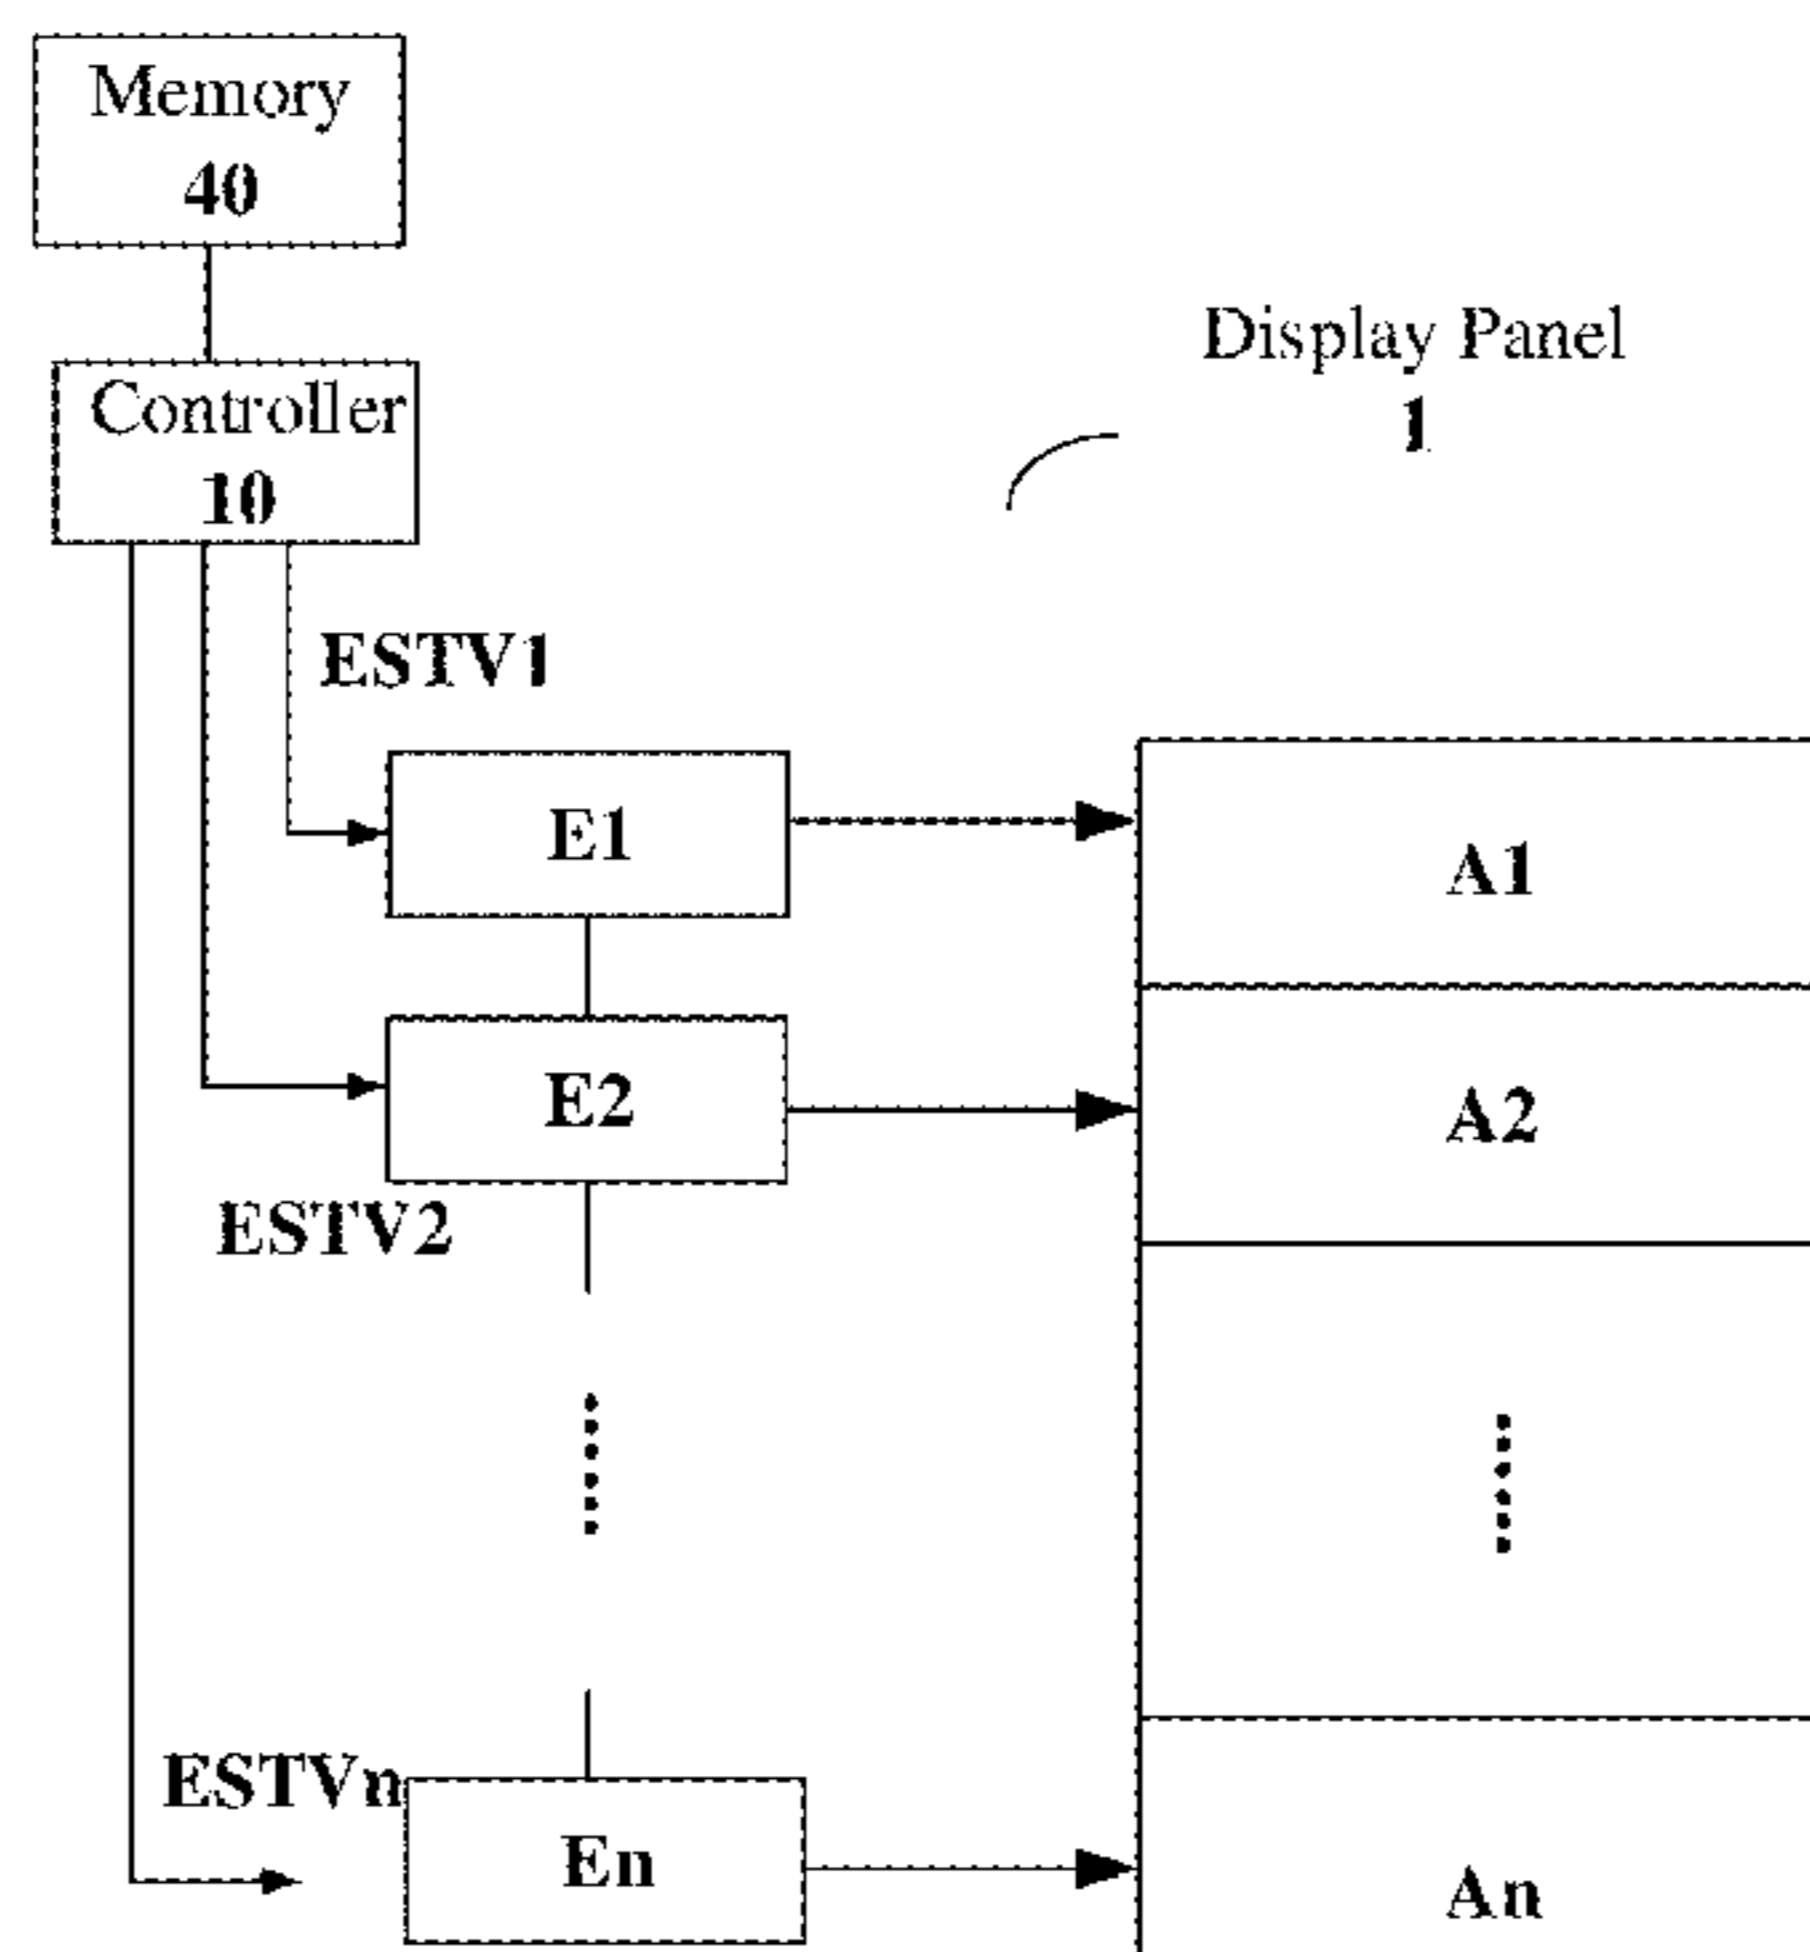 Memory
40
Controller
10
Display Panel
1
ESTV1
E1
A1
E2
A2
ESTV2
ESTVn
En
An